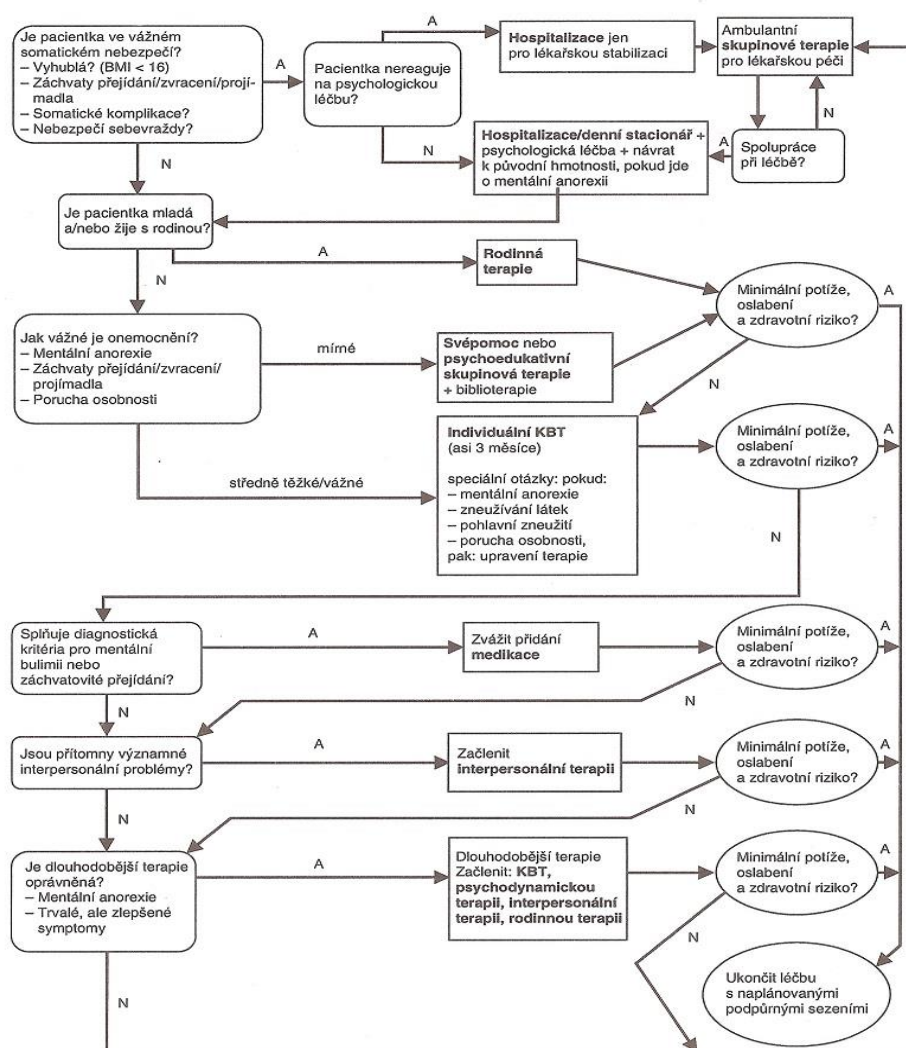 Je pacientka ve vážném
somatickém nebezpečí?
– Vyhublá? (BMI < 16)
– Záchvaty přejídání/zvracení/projí-
madla
– Somatické komplikace?
– Nebezpečí sebevraždy?
A
Pacientka nereaguje
na psychologickou
léčbu?
A
Hospitalizace jen
pro lékařskou stabilizaci
Ambulantní
skupinové terapie
pro lékařskou péči
N
N
Hospitalizace/denní stacionář +
psychologická léčba + návrat
k původní hmotnosti, pokud jde
o mentální anorexii
A
Spolupráce
při léčbě?
N
Je pacientka mladá
a/nebo žije s rodinou?
A
Rodinná
terapie
N
Minimální potíže,
oslabení
a zdravotní riziko?
A
Jak vážné je onemocnění?
– Mentální anorexie
– Záchvaty přejídání/zvracení/
projímadla
– Porucha osobnosti
mírné
Svépomoc nebo
psychoedukativní
skupinová terapie
+ biblioterapie
N
středně těžké/vážné
Individuální KBT
(asi 3 měsíce)
speciální otázky: pokud:
– mentální anorexie
– zneužívání látek
– pohlavní zneužití
– porucha osobnosti,
pak: upravení terapie
Minimální potíže,
oslabení
a zdravotní riziko?
A
N
Splňuje diagnostická
kritéria pro mentální
bulimii nebo
záchvatovité přejídání?
A
Zvážit přidání
medikace
Minimální potíže,
oslabení
a zdravotní riziko?
A
N
N
Jsou přítomny významné
interpersonální problémy?
A
Začlenit
interpersonální terapii
Minimální potíže,
oslabení
a zdravotní riziko?
A
N
N
Je dlouhodobější terapie
oprávněná?
– Mentální anorexie
– Trvalé, ale zlepšené
symptomy
A
Dlouhodobější terapie
Začlenit: KBT,
psychodynamickou
terapii, interpersonální
terapii, rodinnou terapii
Minimální potíže,
oslabení
a zdravotní riziko?
A
N
N
Ukončit léčbu
s naplánovanými
podpůrnými sezeními